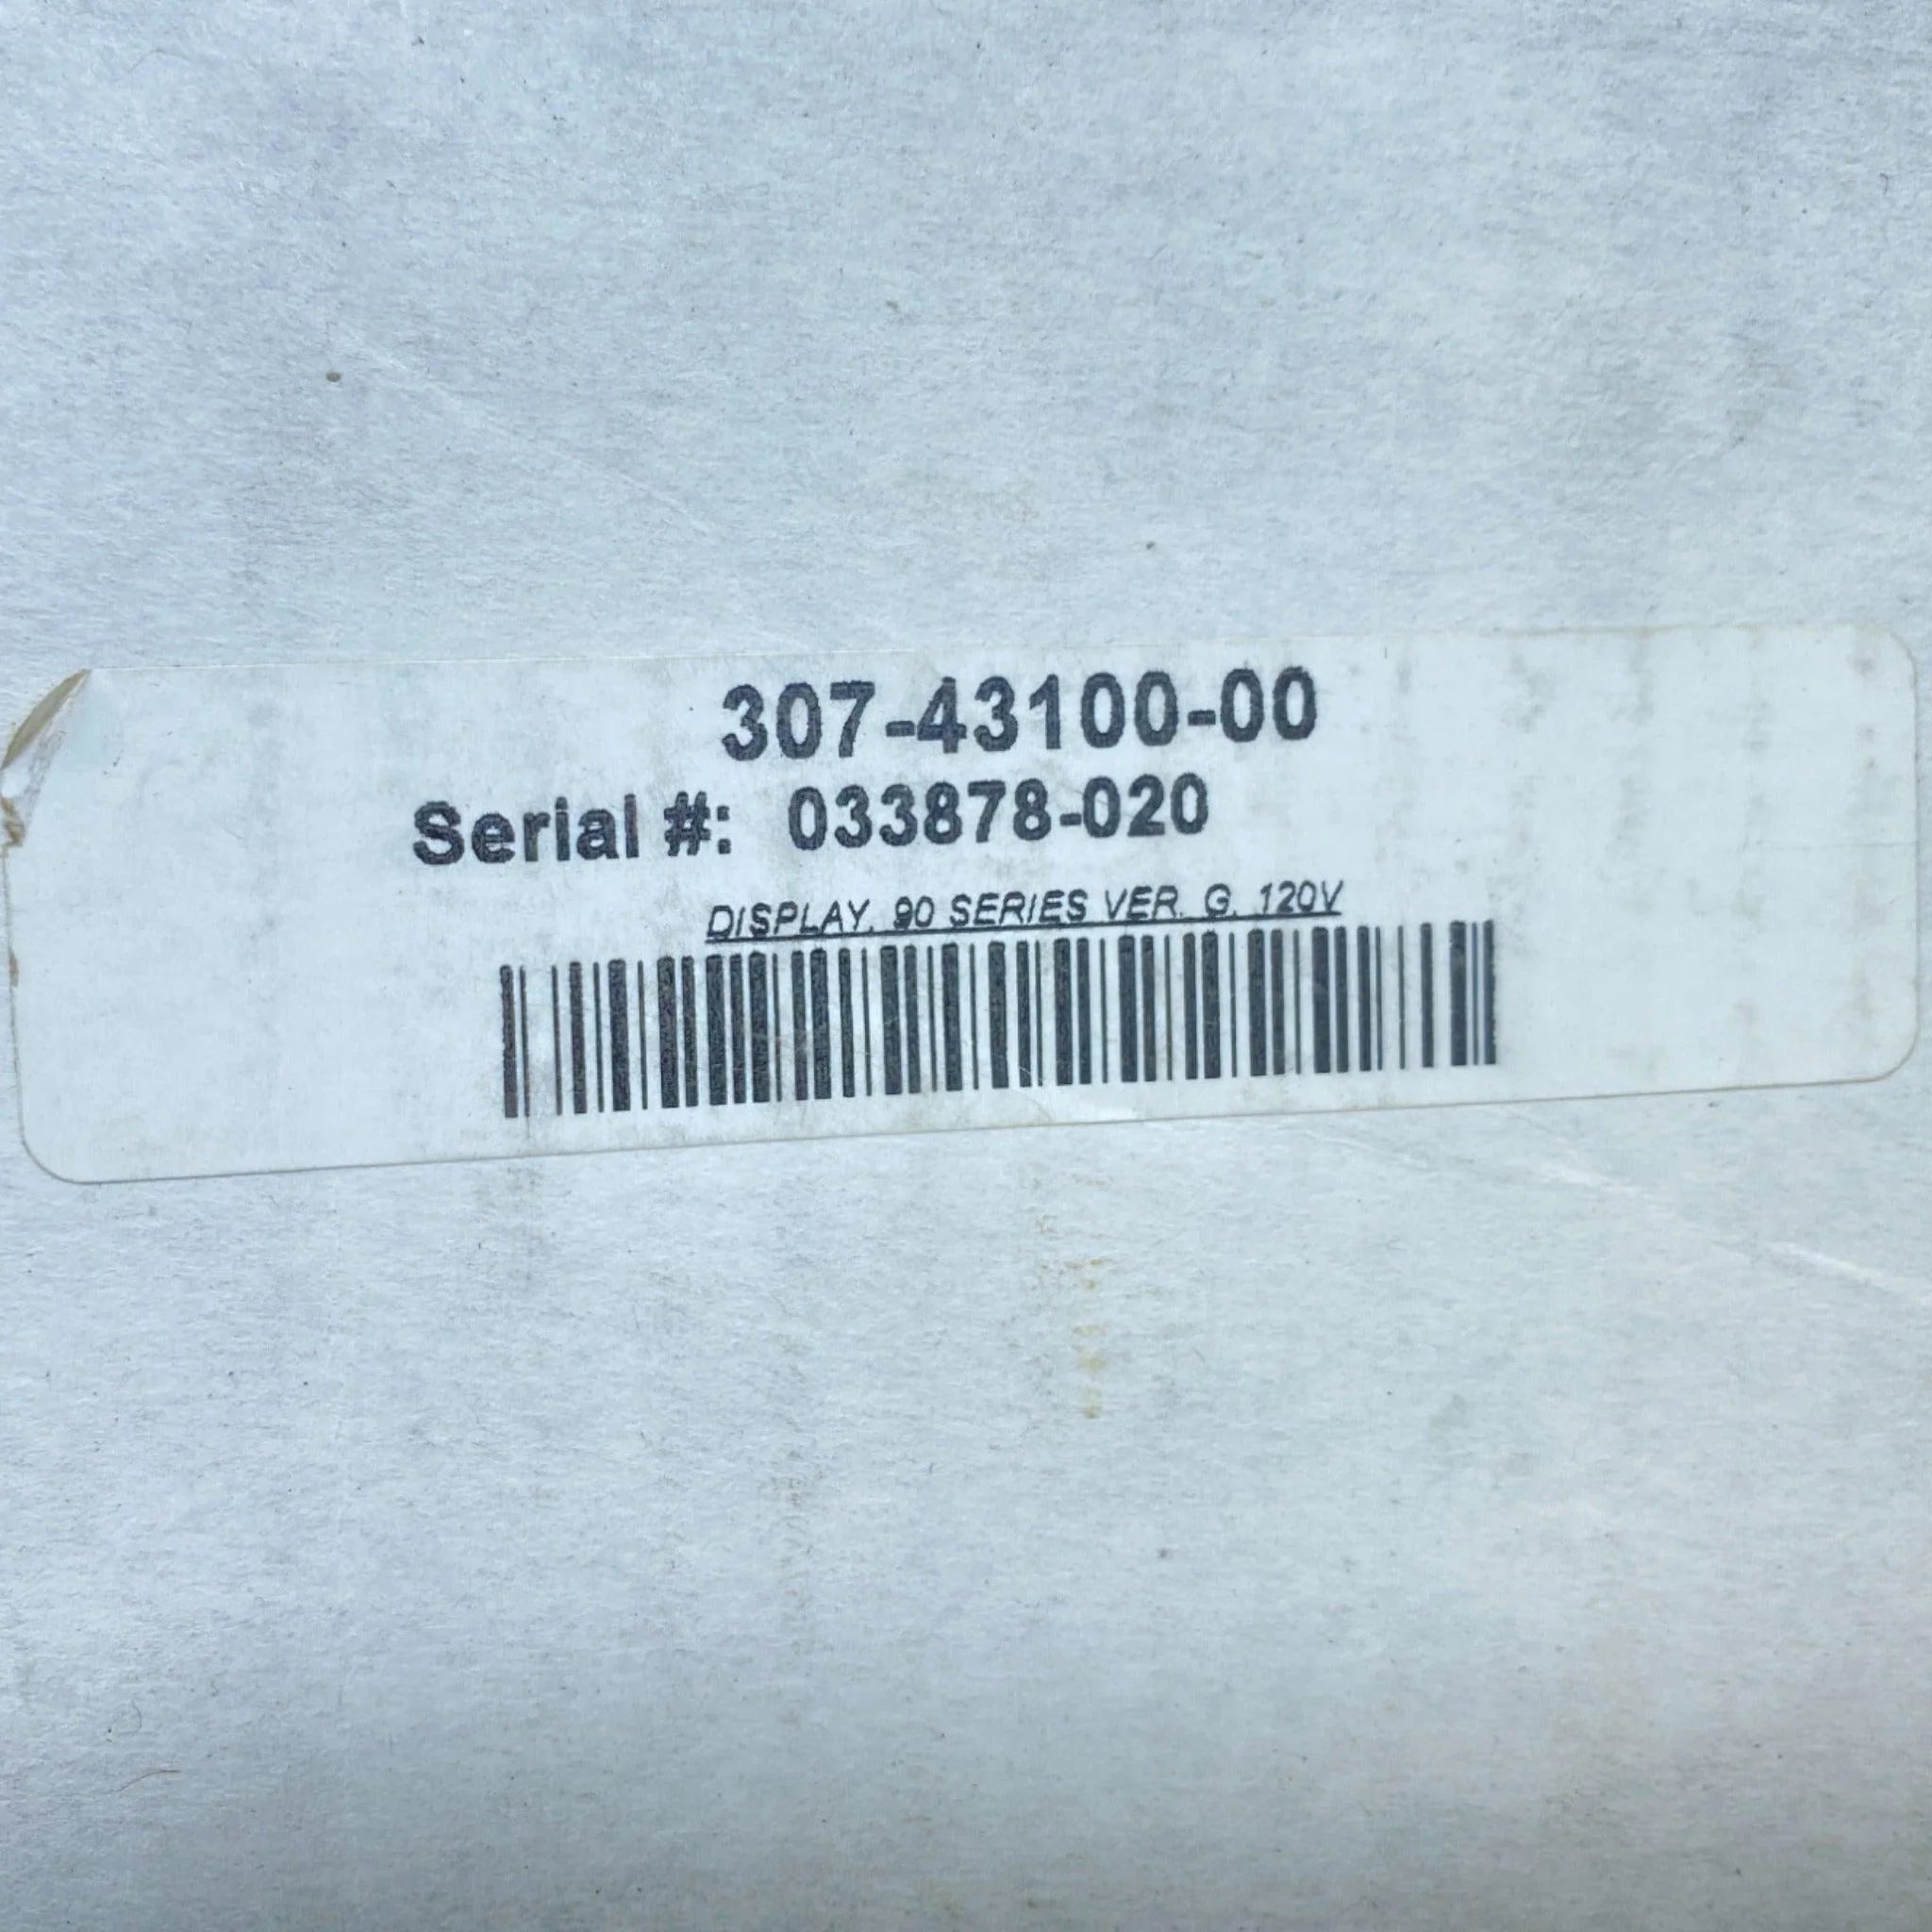 307-43100-00
Serial #: 033878-020
DISPLAY, 90 SERIES VER. G, 120V